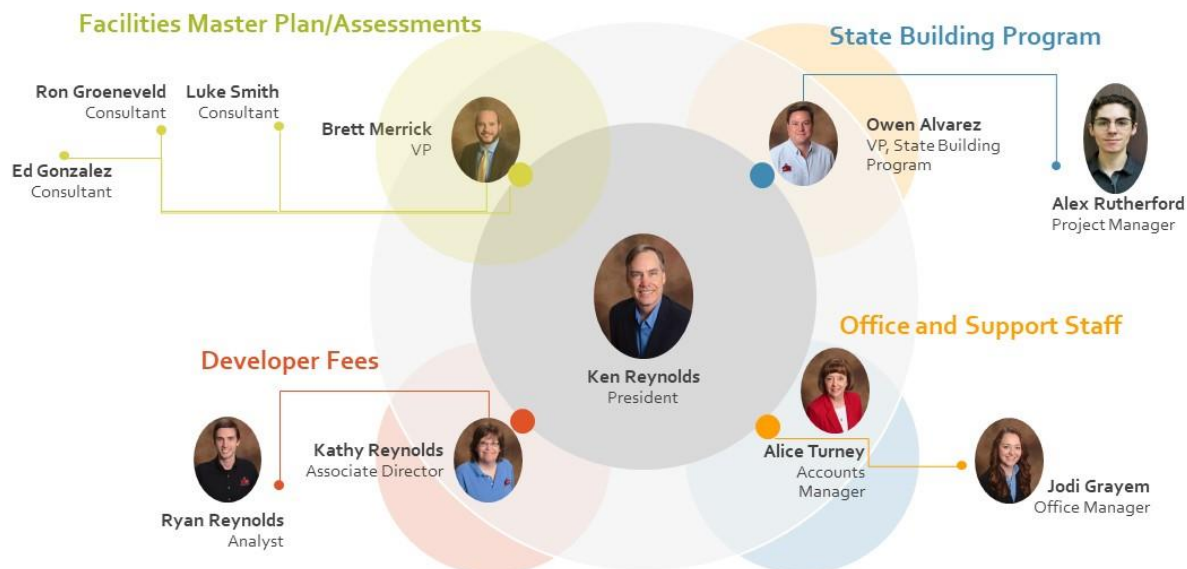 Facilities Master Plan/Assessments
Ron Groeneveld
Consultant
Luke Smith
Consultant
Ed Gonzalez
Consultant
Brett Merrick
VP
State Building Program
Owen Alvarez
VP, State Building
Program
Alex Rutherford
Project Manager
Ken Reynolds
President
Developer Fees
Kathy Reynolds
Associate Director
Ryan Reynolds
Analyst
Office and Support Staff
Alice Turney
Accounts
Manager
Jodi Grayem
Office Manager